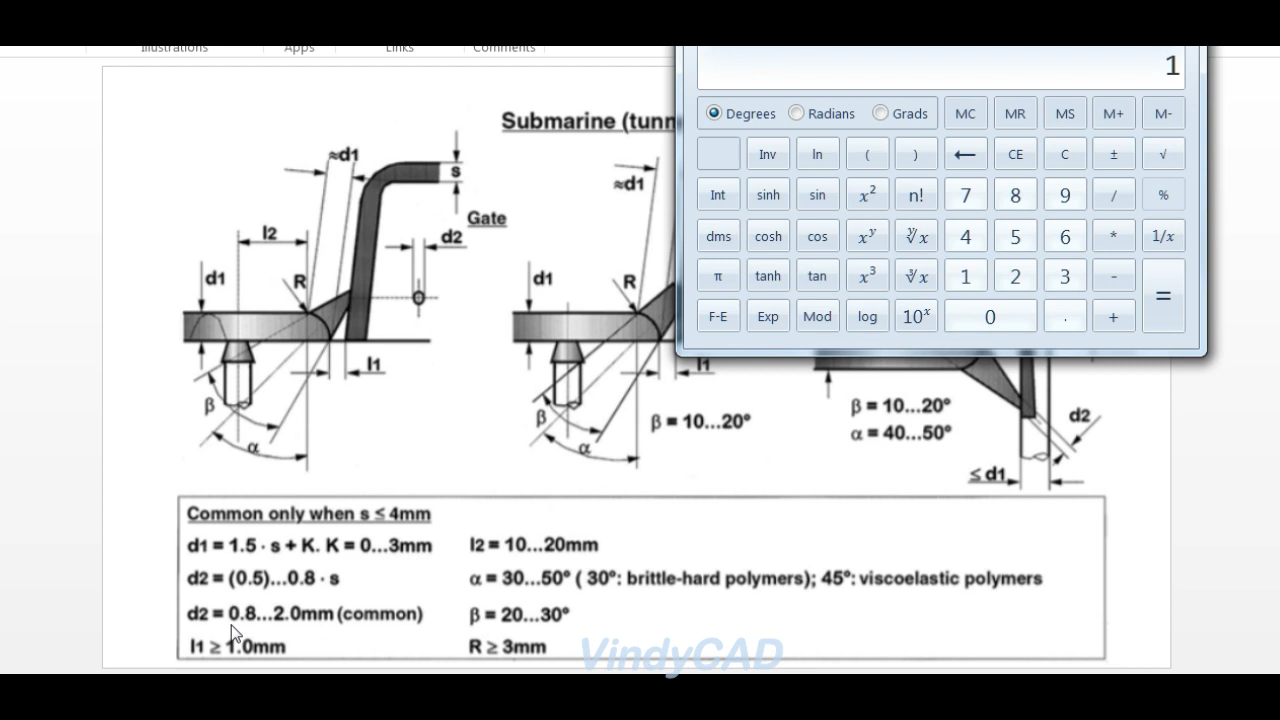 Illustrations Apps Links Comments
1
Degrees Radians Grads MC MR MS M+ M-
Inv ln ( ) ← CE C ± √
Int sinh sin x² n! 7 8 9 / %
dms cosh cos xʸ ʸ√x 4 5 6 * 1/x
π tanh tan x³ ³√x 1 2 3 - =
F-E Exp Mod log 10ˣ 0 . +
Submarine (tunn
≈d1
s
Gate
l2
d2
d1
R
l1
β
α
≈d1
d1
R
l1
β
α
β = 10...20°
β = 10...20°
α = 40...50°
d2
≤ d1
Common only when s ≤ 4mm
d1 = 1.5 · s + K. K = 0...3mm
d2 = (0.5)...0.8 · s
d2 = 0.8...2.0mm (common)
l1 ≥ 1.0mm
l2 = 10...20mm
α = 30...50° ( 30°: brittle-hard polymers); 45°: viscoelastic polymers
β = 20...30°
R ≥ 3mm
VindyCAD